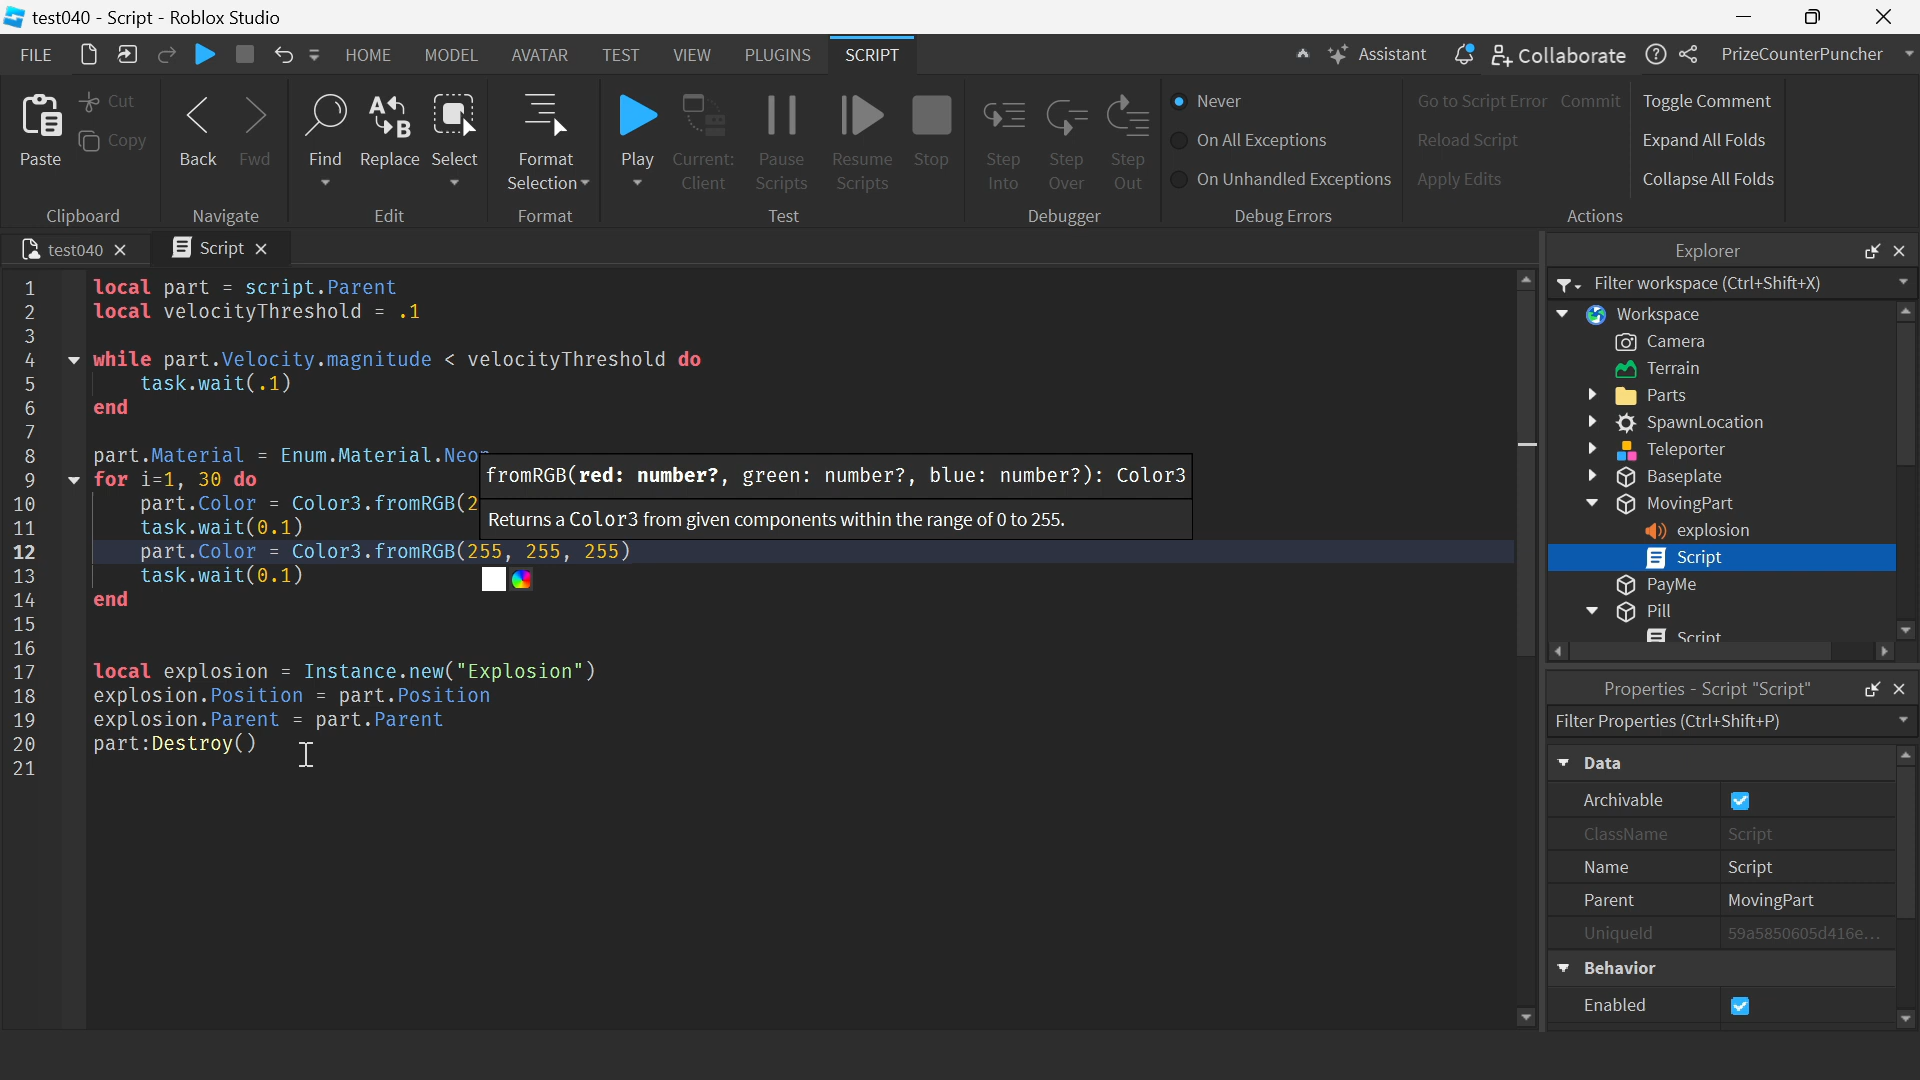 test040 - Script - Roblox Studio
FILE HOME MODEL AVATAR TEST VIEW PLUGINS SCRIPT Assistant Collaborate PrizeCounterPuncher
Paste Cut Copy
Back Fwd
Find Replace Select
Format Selection
Play Current: Client Pause Scripts Resume Scripts Stop
Step Into Step Over Step Out
Never
On All Exceptions
On Unhandled Exceptions
Go to Script Error Commit
Reload Script
Apply Edits
Toggle Comment
Expand All Folds
Collapse All Folds
Clipboard Navigate Edit Format Test Debugger Debug Errors Actions
test040 Script
1 local part = script.Parent
2 local velocityThreshold = .1
3
4 while part.Velocity.magnitude < velocityThreshold do
5 task.wait(.1)
6 end
7
8 part.Material = Enum.Material.Neo
9 for i=1, 30 do
10 part.Color = Color3.fromRGB(2
11 task.wait(0.1)
12 part.Color = Color3.fromRGB(255, 255, 255)
13 task.wait(0.1)
14 end
15
16
17 local explosion = Instance.new("Explosion")
18 explosion.Position = part.Position
19 explosion.Parent = part.Parent
20 part:Destroy()
21
fromRGB(red: number?, green: number?, blue: number?): Color3
Returns a Color3 from given components within the range of 0 to 255.
Explorer
Filter workspace (Ctrl+Shift+X)
Workspace
Camera
Terrain
Parts
SpawnLocation
Teleporter
Baseplate
MovingPart
explosion
Script
PayMe
Pill
Script
Properties - Script "Script"
Filter Properties (Ctrl+Shift+P)
Data
Archivable
ClassName Script
Name Script
Parent MovingPart
UniqueId 59a5850605d416e...
Behavior
Enabled